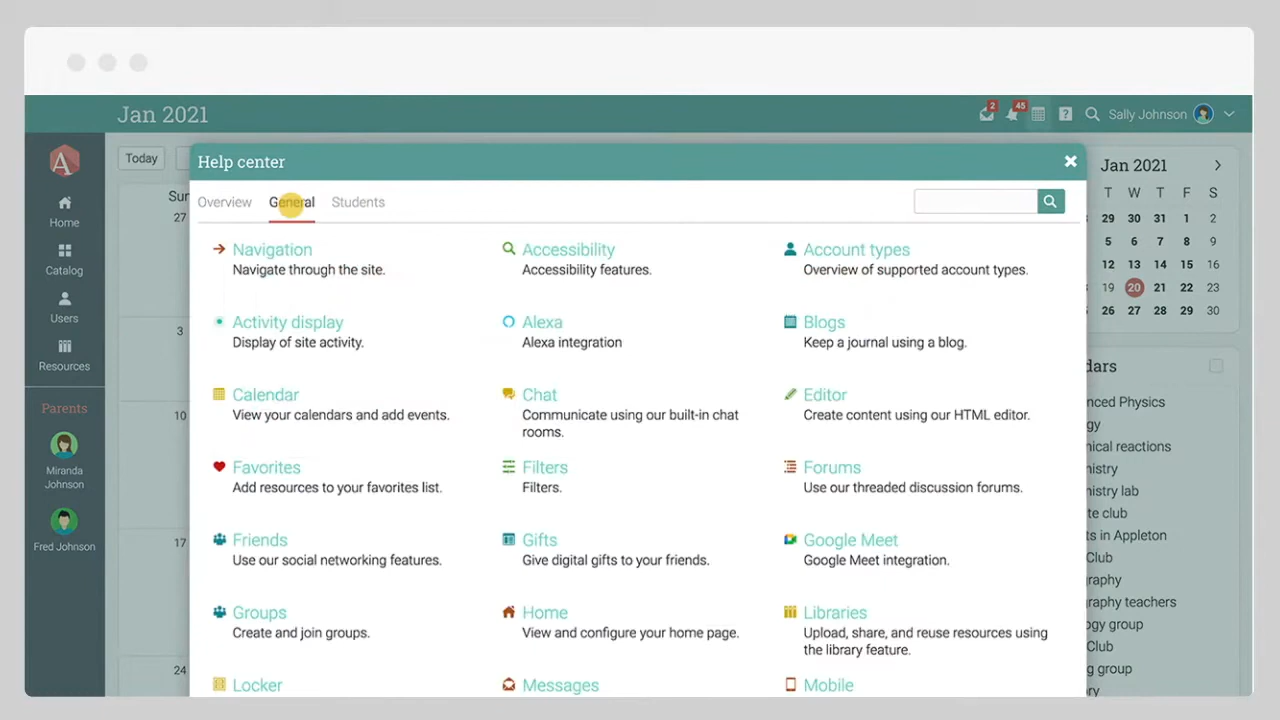 Jan 2021
2
45
?
Sally Johnson
A
Home
Catalog
Users
Resources
Parents
Miranda
Johnson
Fred Johnson
Today
Sun
27
3
10
17
24
Help center
Overview
General
Students
Navigation
Navigate through the site.
Accessibility
Accessibility features.
Account types
Overview of supported account types.
Activity display
Display of site activity.
Alexa
Alexa integration
Blogs
Keep a journal using a blog.
Calendar
View your calendars and add events.
Chat
Communicate using our built-in chat
rooms.
Editor
Create content using our HTML editor.
Favorites
Add resources to your favorites list.
Filters
Filters.
Forums
Use our threaded discussion forums.
Friends
Use our social networking features.
Gifts
Give digital gifts to your friends.
Google Meet
Google Meet integration.
Groups
Create and join groups.
Home
View and configure your home page.
Libraries
Upload, share, and reuse resources using
the library feature.
Locker
Messages
Mobile
Jan 2021
T W T F S
29 30 31 1 2
5 6 7 8 9
12 13 14 15 16
19 20 21 22 23
26 27 28 29 30
dars
nced Physics
gy
nical reactions
nistry
nistry lab
te club
ts in Appleton
Club
raphy
raphy teachers
ogy group
Club
g group
ry